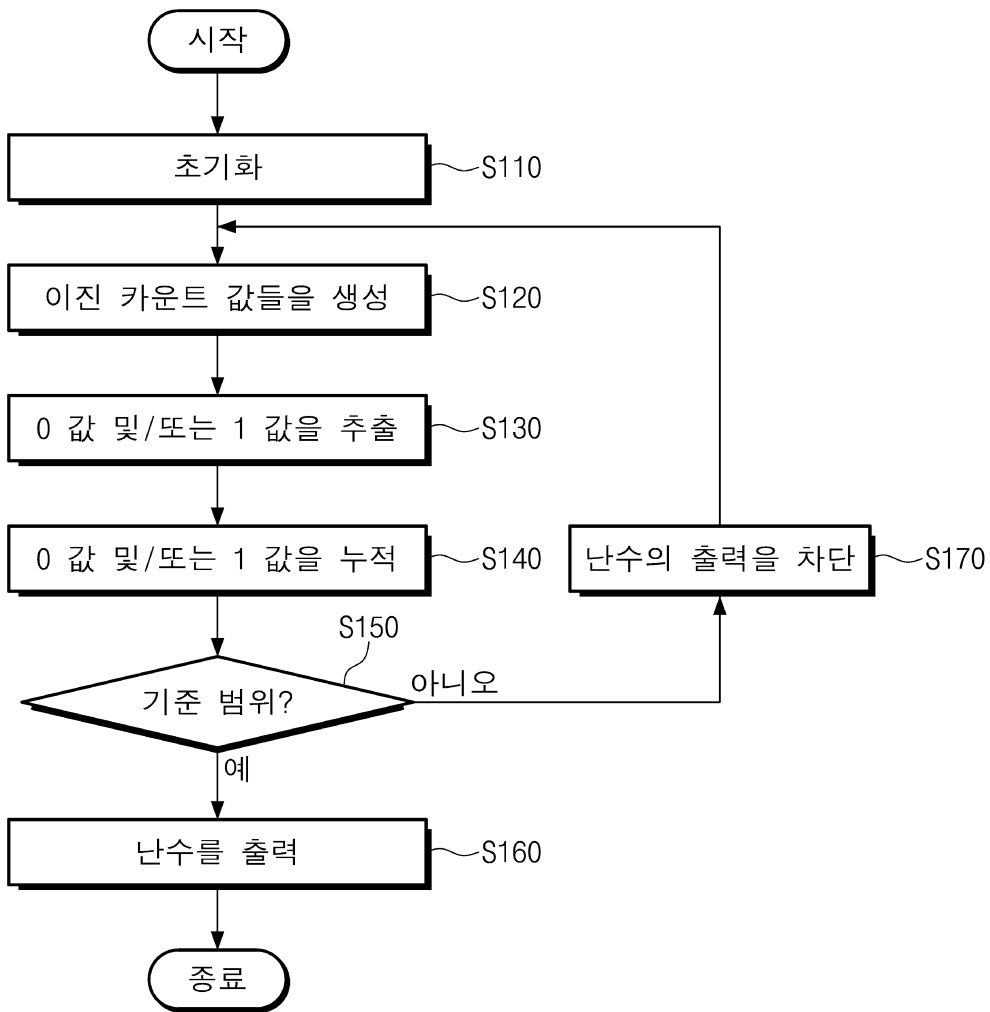 시작
초기화
S110
이진 카운트 값들을 생성
S120
0 값 및/또는 1 값을 추출
S130
0 값 및/또는 1 값을 누적
S140
난수의 출력을 차단
S170
S150
기준 범위?
아니오
예
난수를 출력
S160
종료